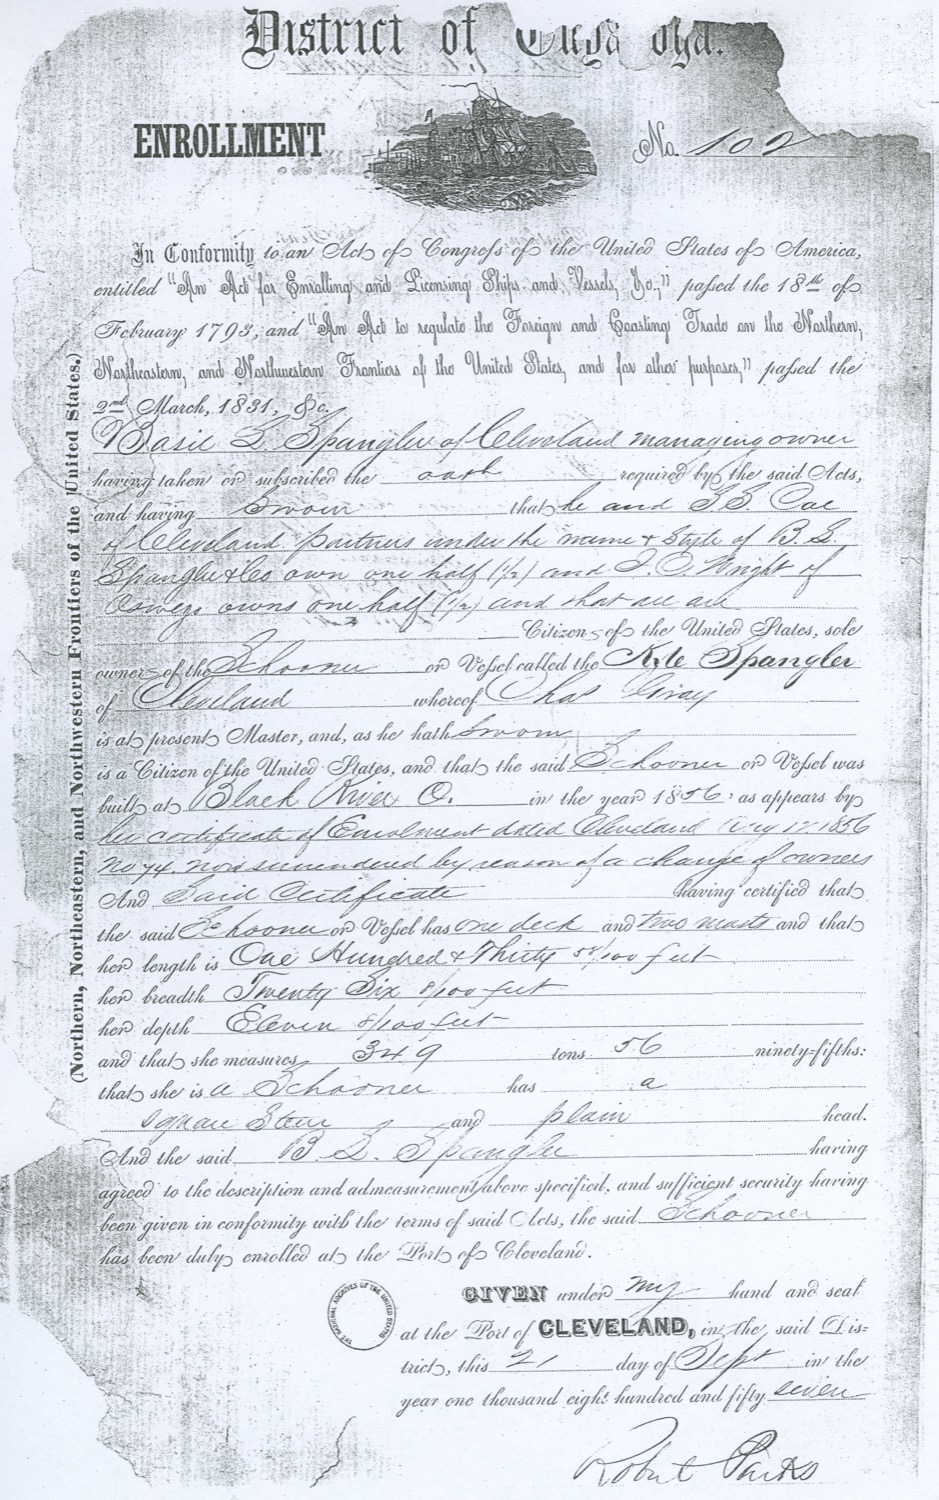 District of Cuya oga.
ENROLLMENT
No. 102
In Conformity to an Act of Congress of the United States of America,
entitled "An Act for Enrolling and Licensing Ships and Vessels, &c.," passed the 18th of
February 1793, and "An Act to regulate the Foreign and Coasting Trade on the Northern,
Northeastern, and Northwestern Frontiers of the United States, and for other purposes," passed the
2nd March, 1831, &c.
Basil L. Spangler of Cleveland managing owner
having taken or subscribed the oath required by the said Acts,
and having Sworn that he and Coe
of Cleveland partners under the name & Style of B. L.
Spangler & Co own one half (1/2) and Wright of
Oswego owns one half (1/2) and that all are
Citizens of the United States, sole
owners of the Schooner or Vessel called the Kyle Spangler
of Cleveland whereof Chas Gray
is at present Master, and, as he hath Sworn
is a Citizen of the United States, and that the said Schooner or Vessel was
built at Black River O. in the year 1856, as appears by
her certificate of Enrolment dated Cleveland 1856
No 74. now surrendered by reason of a change of owners
And Said Certificate having certified that
the said Schooner or Vessel has one deck and two masts and that
her length is One Hundred & Thirty /100 feet
her breadth Twenty Six 8/100 feet
her depth Eleven 8/100 feet
and that she measures 349 tons 56 ninety-fifths:
that she is a Schooner has a
square Stern and plain head.
And the said B. L. Spangler having
agreed to the description and admeasurement above specified, and sufficient security having
been given in conformity with the terms of said Acts, the said Schooner
has been duly enrolled at the Port of Cleveland.
GIVEN under my hand and seal
at the Port of CLEVELAND, in the said Dis-
trict, this 21 day of Sept in the
year one thousand eight hundred and fifty seven
Robert Parks
(Northern, Northeastern, and Northwestern Frontiers of the United States.)
THE NATIONAL ARCHIVES OF THE UNITED STATES